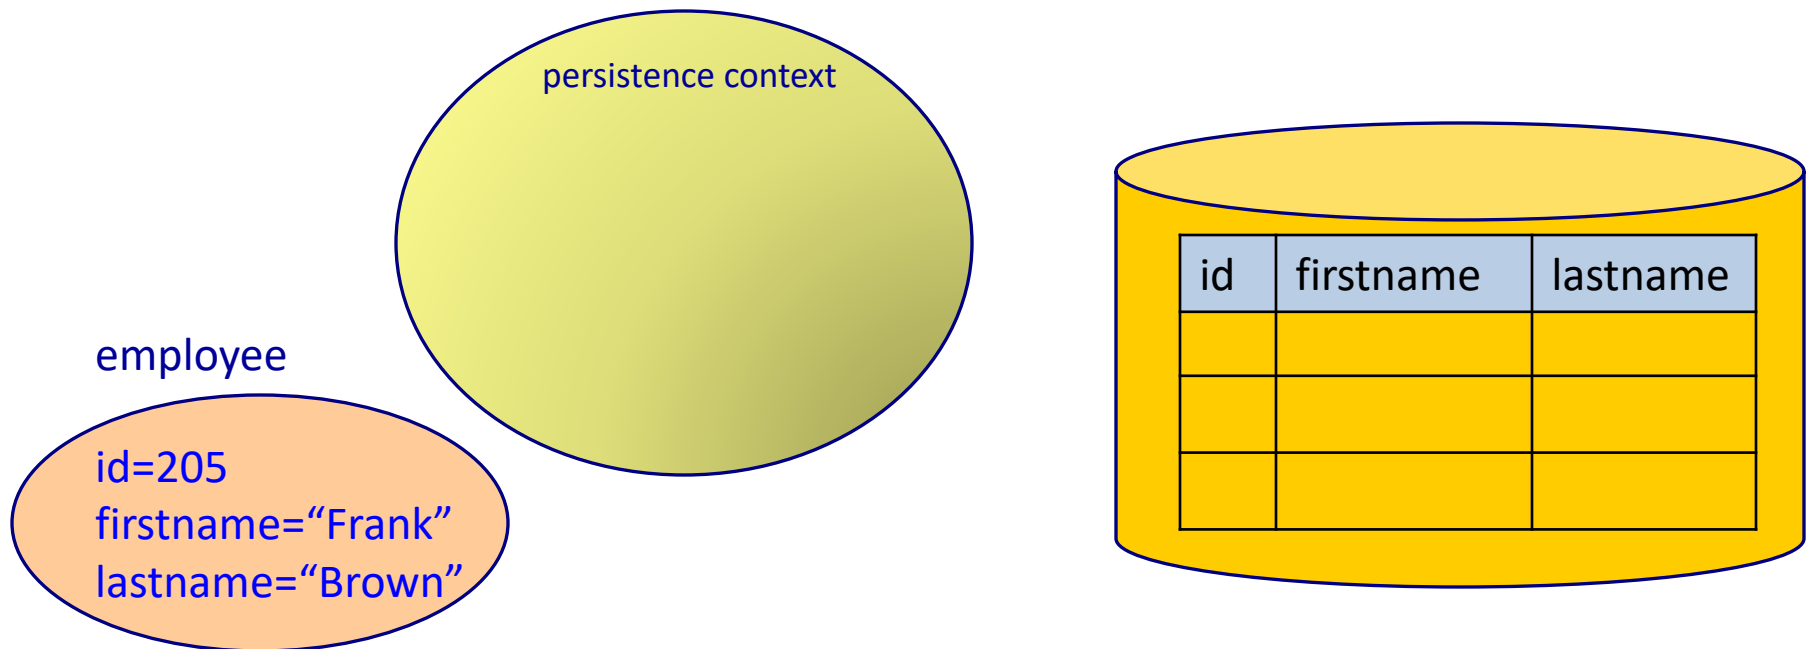 persistence context
id firstname lastname
employee
id=205
firstname=“Frank”
lastname=“Brown”